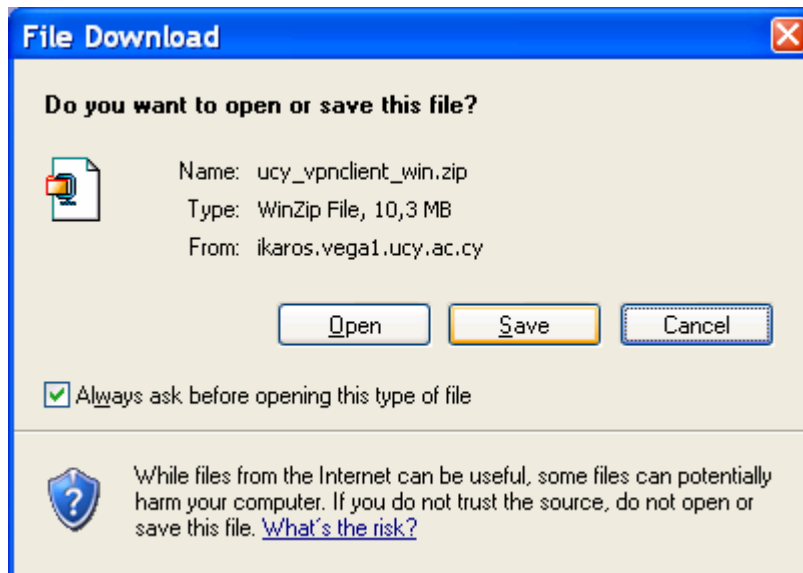 File Download
Do you want to open or save this file?
Name: ucy_vpnclient_win.zip
Type: WinZip File, 10,3 MB
From: ikaros.vega1.ucy.ac.cy
Open Save Cancel
Always ask before opening this type of file
While files from the Internet can be useful, some files can potentially
harm your computer. If you do not trust the source, do not open or
save this file. What's the risk?